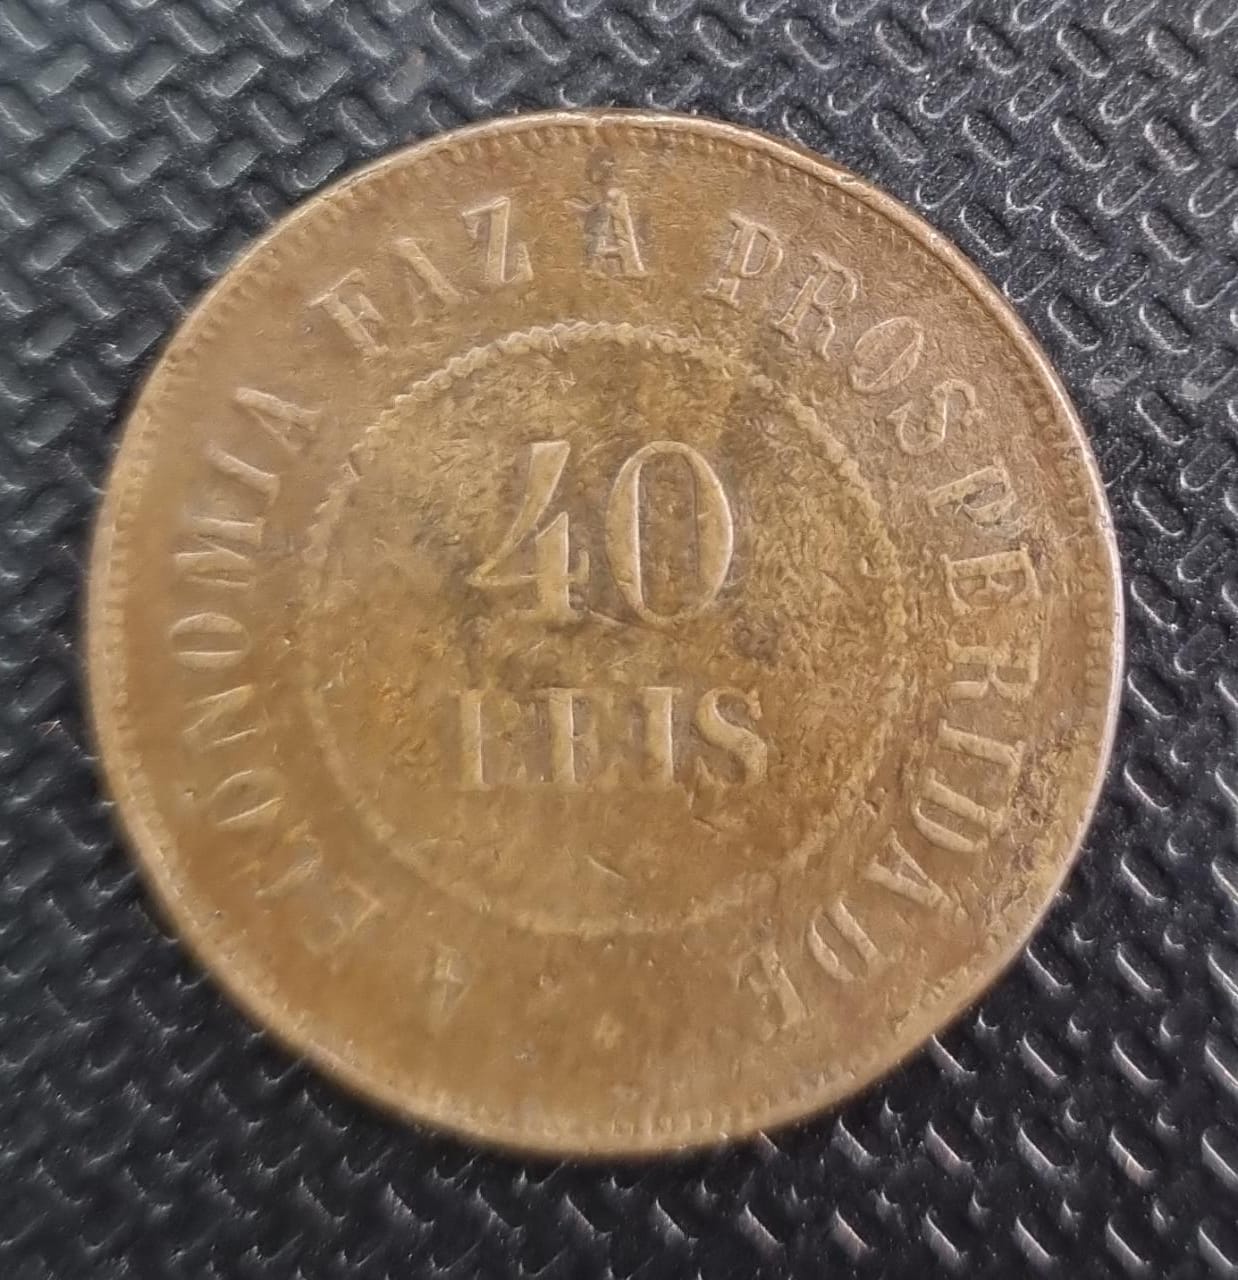 A ECONOMIA FAZ A PROSPERIDADE
40
REIS